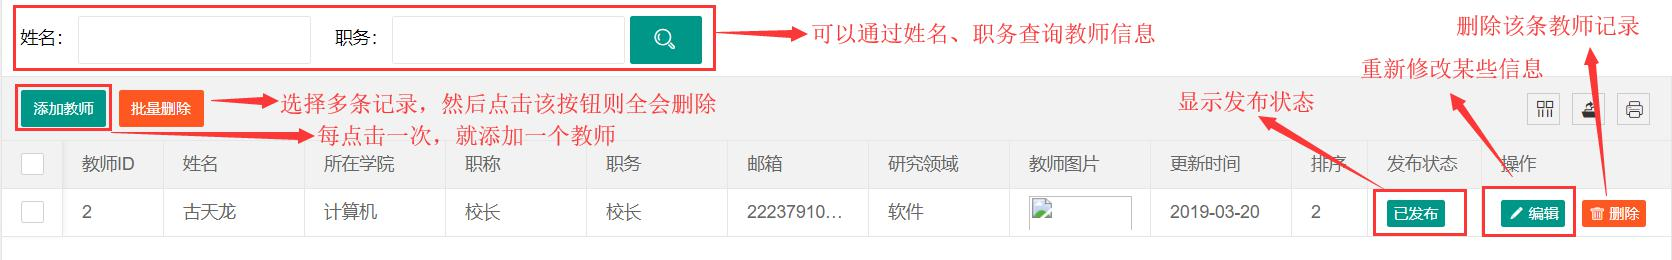 删除该条教师记录
姓名：
职务：
可以通过姓名、职务查询教师信息
重新修改某些信息
添加教师
批量删除
选择多条记录，然后点击该按钮则全会删除
显示发布状态
每点击一次，就添加一个教师
教师ID 姓名 所在学院 职称 职务 邮箱 研究领域 教师图片 更新时间 排序 发布状态 操作
2 古天龙 计算机 校长 校长 22237910... 软件 2019-03-20 2 已发布 编辑 删除